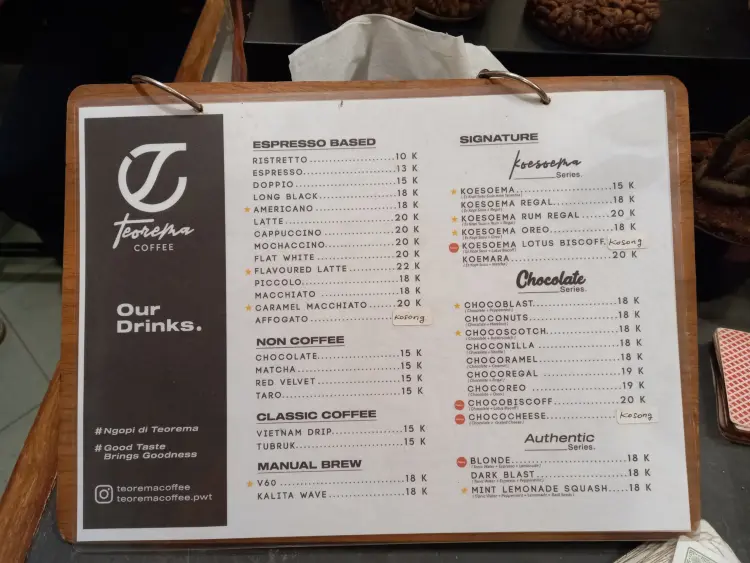 Teorema
COFFEE
Our
Drinks.
#Ngopi di Teorema
#Good Taste
Brings Goodness
teoremacoffee
teoremacoffee.pwt
ESPRESSO BASED
RISTRETTO 10 K
ESPRESSO 13 K
DOPPIO 15 K
LONG BLACK 18 K
AMERICANO 18 K
LATTE 20 K
CAPPUCCINO 20 K
MOCHACCINO 20 K
FLAT WHITE 20 K
FLAVOURED LATTE 22 K
PICCOLO 18 K
MACCHIATO 18 K
CARAMEL MACCHIATO 20 K
AFFOGATO Kosong
NON COFFEE
CHOCOLATE 15 K
MATCHA 15 K
RED VELVET 15 K
TARO 15 K
CLASSIC COFFEE
VIETNAM DRIP 15 K
TUBRUK 15 K
MANUAL BREW
V60 18 K
KALITA WAVE 18 K
SIGNATURE
Koesoema
Series.
KOESOEMA 15 K
KOESOEMA REGAL 18 K
KOESOEMA RUM REGAL 20 K
KOESOEMA OREO 18 K
KOESOEMA LOTUS BISCOFF Kosong
KOEMARA 20 K
Chocolate
Series.
CHOCOBLAST 18 K
CHOCONUTS 18 K
CHOCOSCOTCH 18 K
CHOCONILLA 18 K
CHOCORAMEL 18 K
CHOCOREGAL 19 K
CHOCOREO 19 K
CHOCOBISCOFF 20 K
CHOCOCHEESE Kosong
Authentic
Series.
BLONDE 18 K
DARK BLAST 18 K
MINT LEMONADE SQUASH 18 K